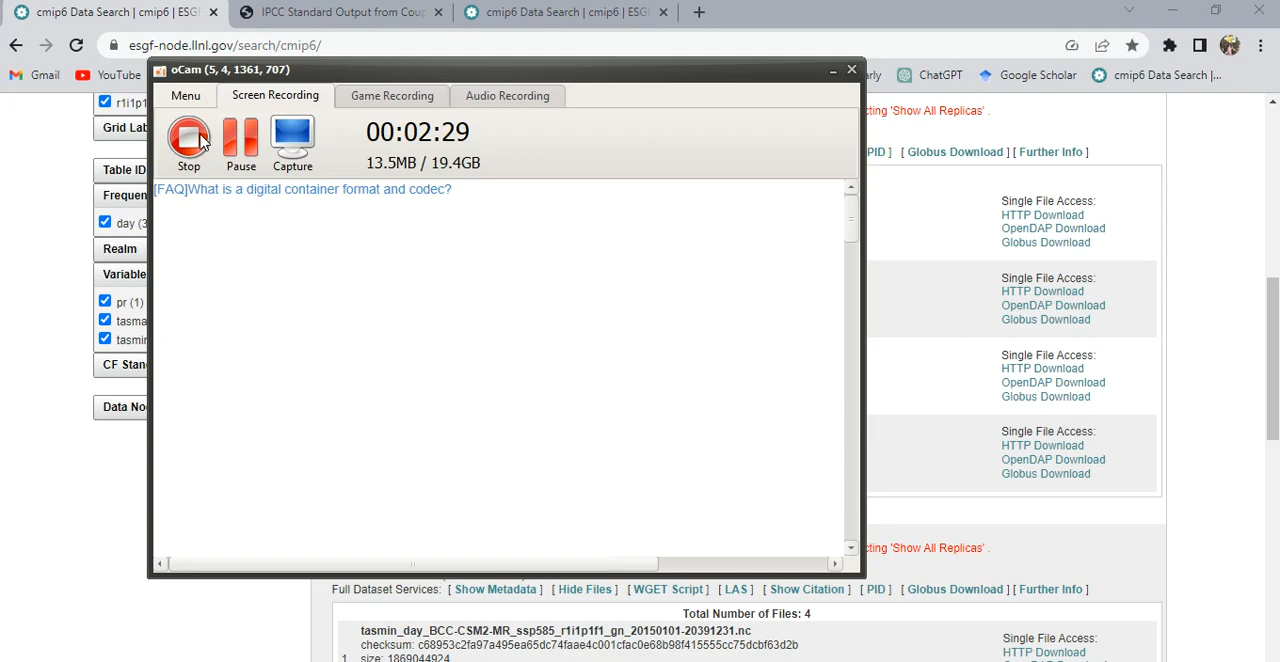 cmip6 Data Search | cmip6 | ESGF
IPCC Standard Output from Coup
cmip6 Data Search | cmip6 | ESGF
esgf-node.llnl.gov/search/cmip6/
Gmail
YouTube
ChatGPT
Google Scholar
cmip6 Data Search |...
oCam (5, 4, 1361, 707)
Menu
Screen Recording
Game Recording
Audio Recording
Stop
Pause
Capture
00:02:29
13.5MB / 19.4GB
[FAQ]What is a digital container format and codec?
r1i1p1
Grid Lab
Table ID
Frequen
day (3
Realm
Variable
pr (1)
tasma
tasmin
CF Stan
Data No
cting 'Show All Replicas' .
PID ] [ Globus Download ] [ Further Info ]
Single File Access:
HTTP Download
OpenDAP Download
Globus Download
Single File Access:
HTTP Download
OpenDAP Download
Globus Download
Single File Access:
HTTP Download
OpenDAP Download
Globus Download
Single File Access:
HTTP Download
OpenDAP Download
Globus Download
cting 'Show All Replicas' .
Full Dataset Services: [ Show Metadata ] [ Hide Files ] [ WGET Script ] [ LAS ] [ Show Citation ] [ PID ] [ Globus Download ] [ Further Info ]
Total Number of Files: 4
tasmin_day_BCC-CSM2-MR_ssp585_r1i1p1f1_gn_20150101-20391231.nc
checksum: c68953c2fa97a495ea65dc74faae4c001cfac0e68b98f415555cc75dcbf63d2b
1 size: 1869044924
Single File Access:
HTTP Download